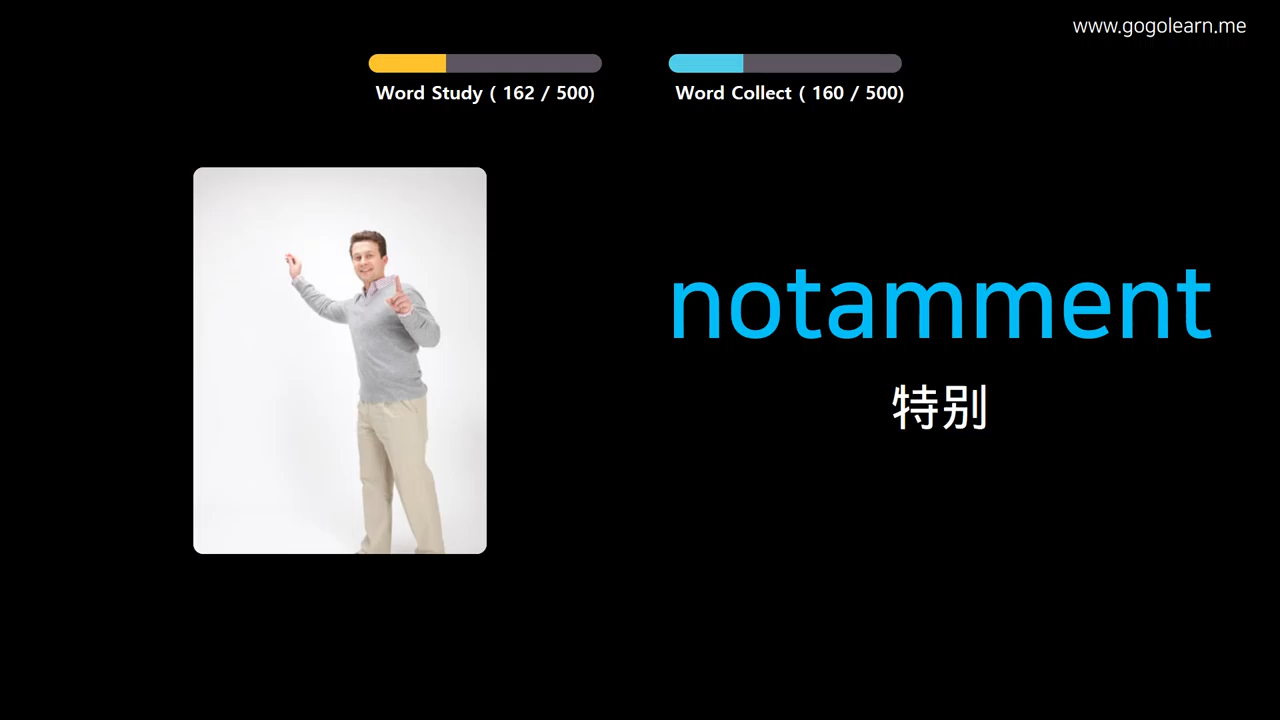 www.gogolearn.me
Word Study ( 162 / 500)
Word Collect ( 160 / 500)
notamment
特别